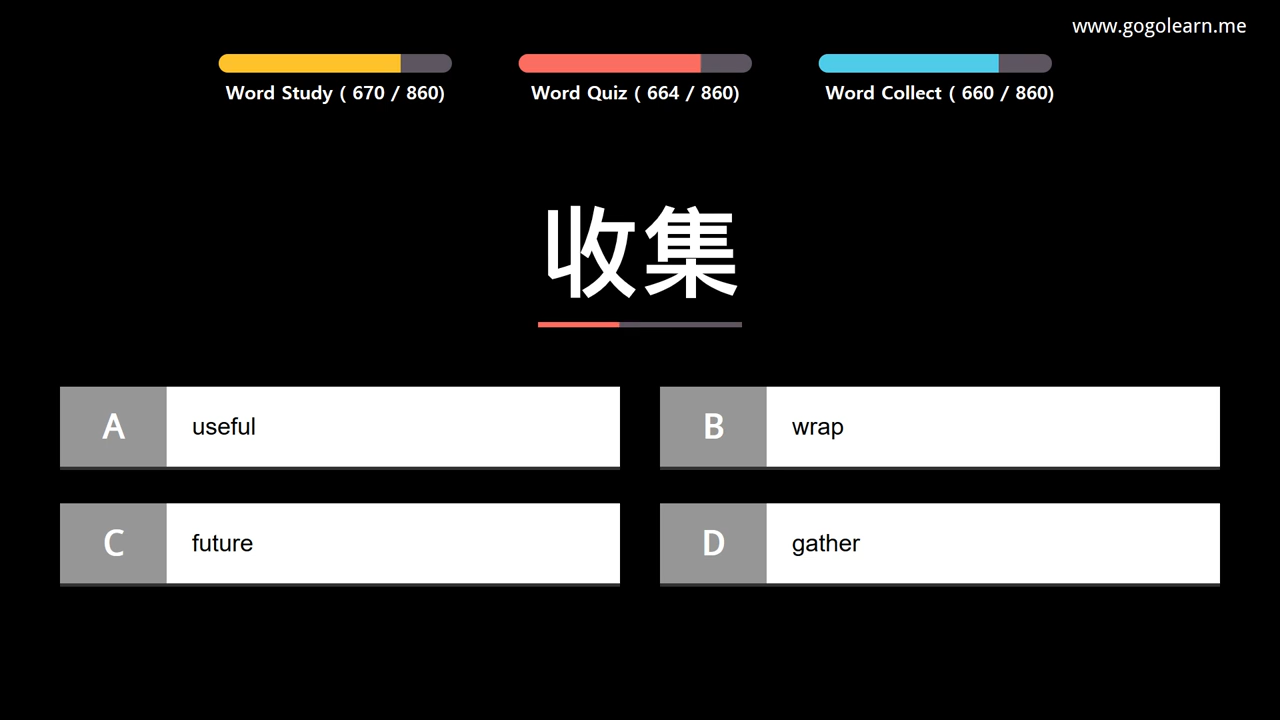 www.gogolearn.me
Word Study ( 670 / 860)
Word Quiz ( 664 / 860)
Word Collect ( 660 / 860)
收集
A useful
B wrap
C future
D gather